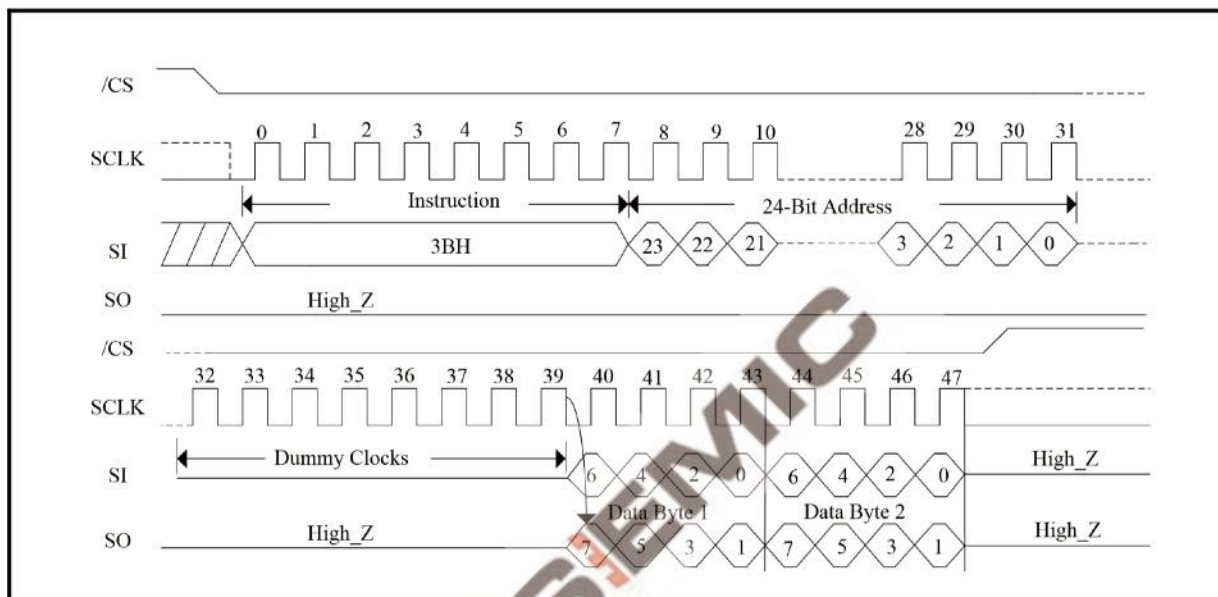 /CS
0 1 2 3 4 5 6 7 8 9 10 28 29 30 31
SCLK
Instruction 24-Bit Address
SI 3BH 23 22 21 3 2 1 0
SO High_Z
/CS
32 33 34 35 36 37 38 39 40 41 42 43 44 45 46 47
SCLK
Dummy Clocks
SI 6 4 2 0 6 4 2 0 High_Z
Data Byte 1 Data Byte 2
SO High_Z 7 5 3 1 7 5 3 1 High_Z